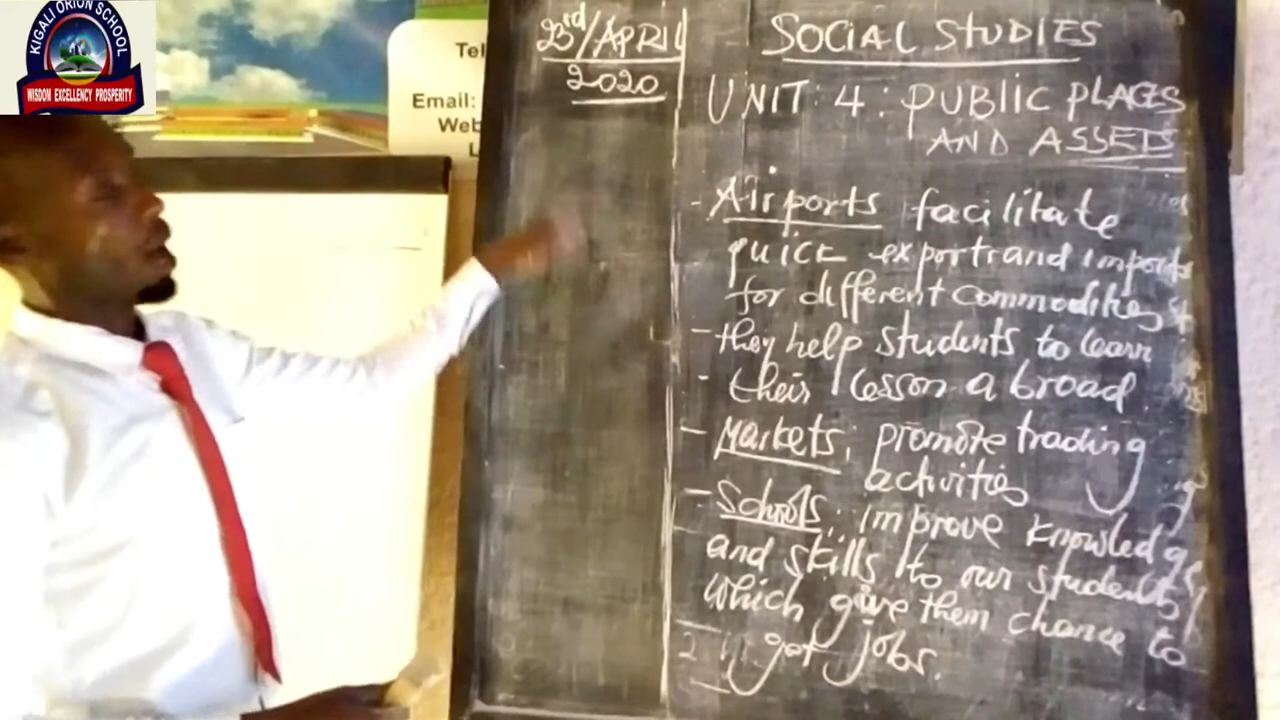 KIGALI ORION SCHOOL
WISDOM EXCELLENCY PROSPERITY
Tel
Email:
Web
23rd/APRIL
2020
SOCIAL STUDIES
UNIT: 4: PUBLIC PLACES
AND ASSETS
- Airports facilitate
quick export and imports
for different commodities
- they help students to learn
- their lesson a broad
- Markets; promote trading
activities
- Schools; improve knowledge
and skills to our students
which give them chance to
get jobs.